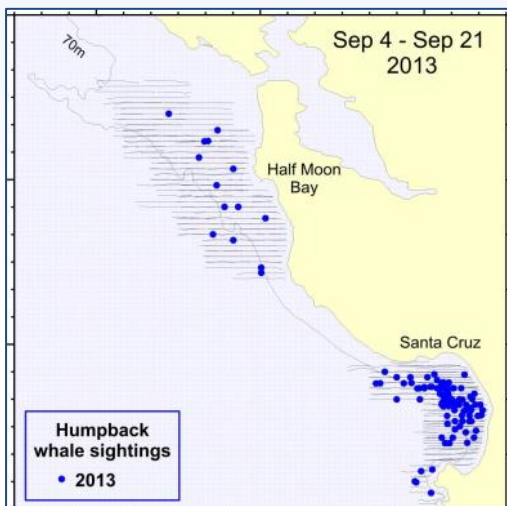 Sep 4 - Sep 21
2013
70m
Half Moon
Bay
Santa Cruz
Humpback
whale sightings
2013